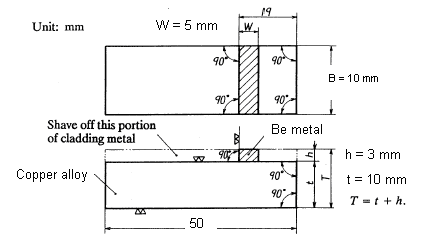 Unit: mm
W = 5 mm
19
W
90°
90°
90°
90°
B = 10 mm
Shave off this portion
of cladding metal
Be metal
90°
h
h = 3 mm
Copper alloy
90°
90°
t
T
t = 10 mm
T = t + h.
50